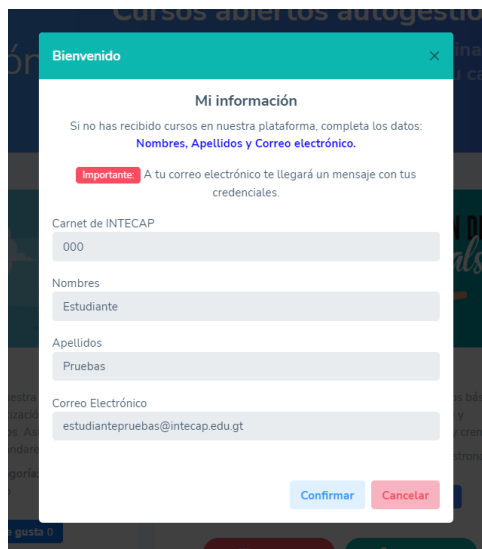 Cursos abiertos autogestio
Bienvenido
×
Mi información
Si no has recibido cursos en nuestra plataforma, completa los datos:
Nombres, Apellidos y Correo electrónico.
Importante: A tu correo electrónico te llegará un mensaje con tus
credenciales.
Carnet de INTECAP
000
Nombres
Estudiante
Apellidos
Pruebas
Correo Electrónico
estudiantepruebas@intecap.edu.gt
Confirmar
Cancelar
gusta 0